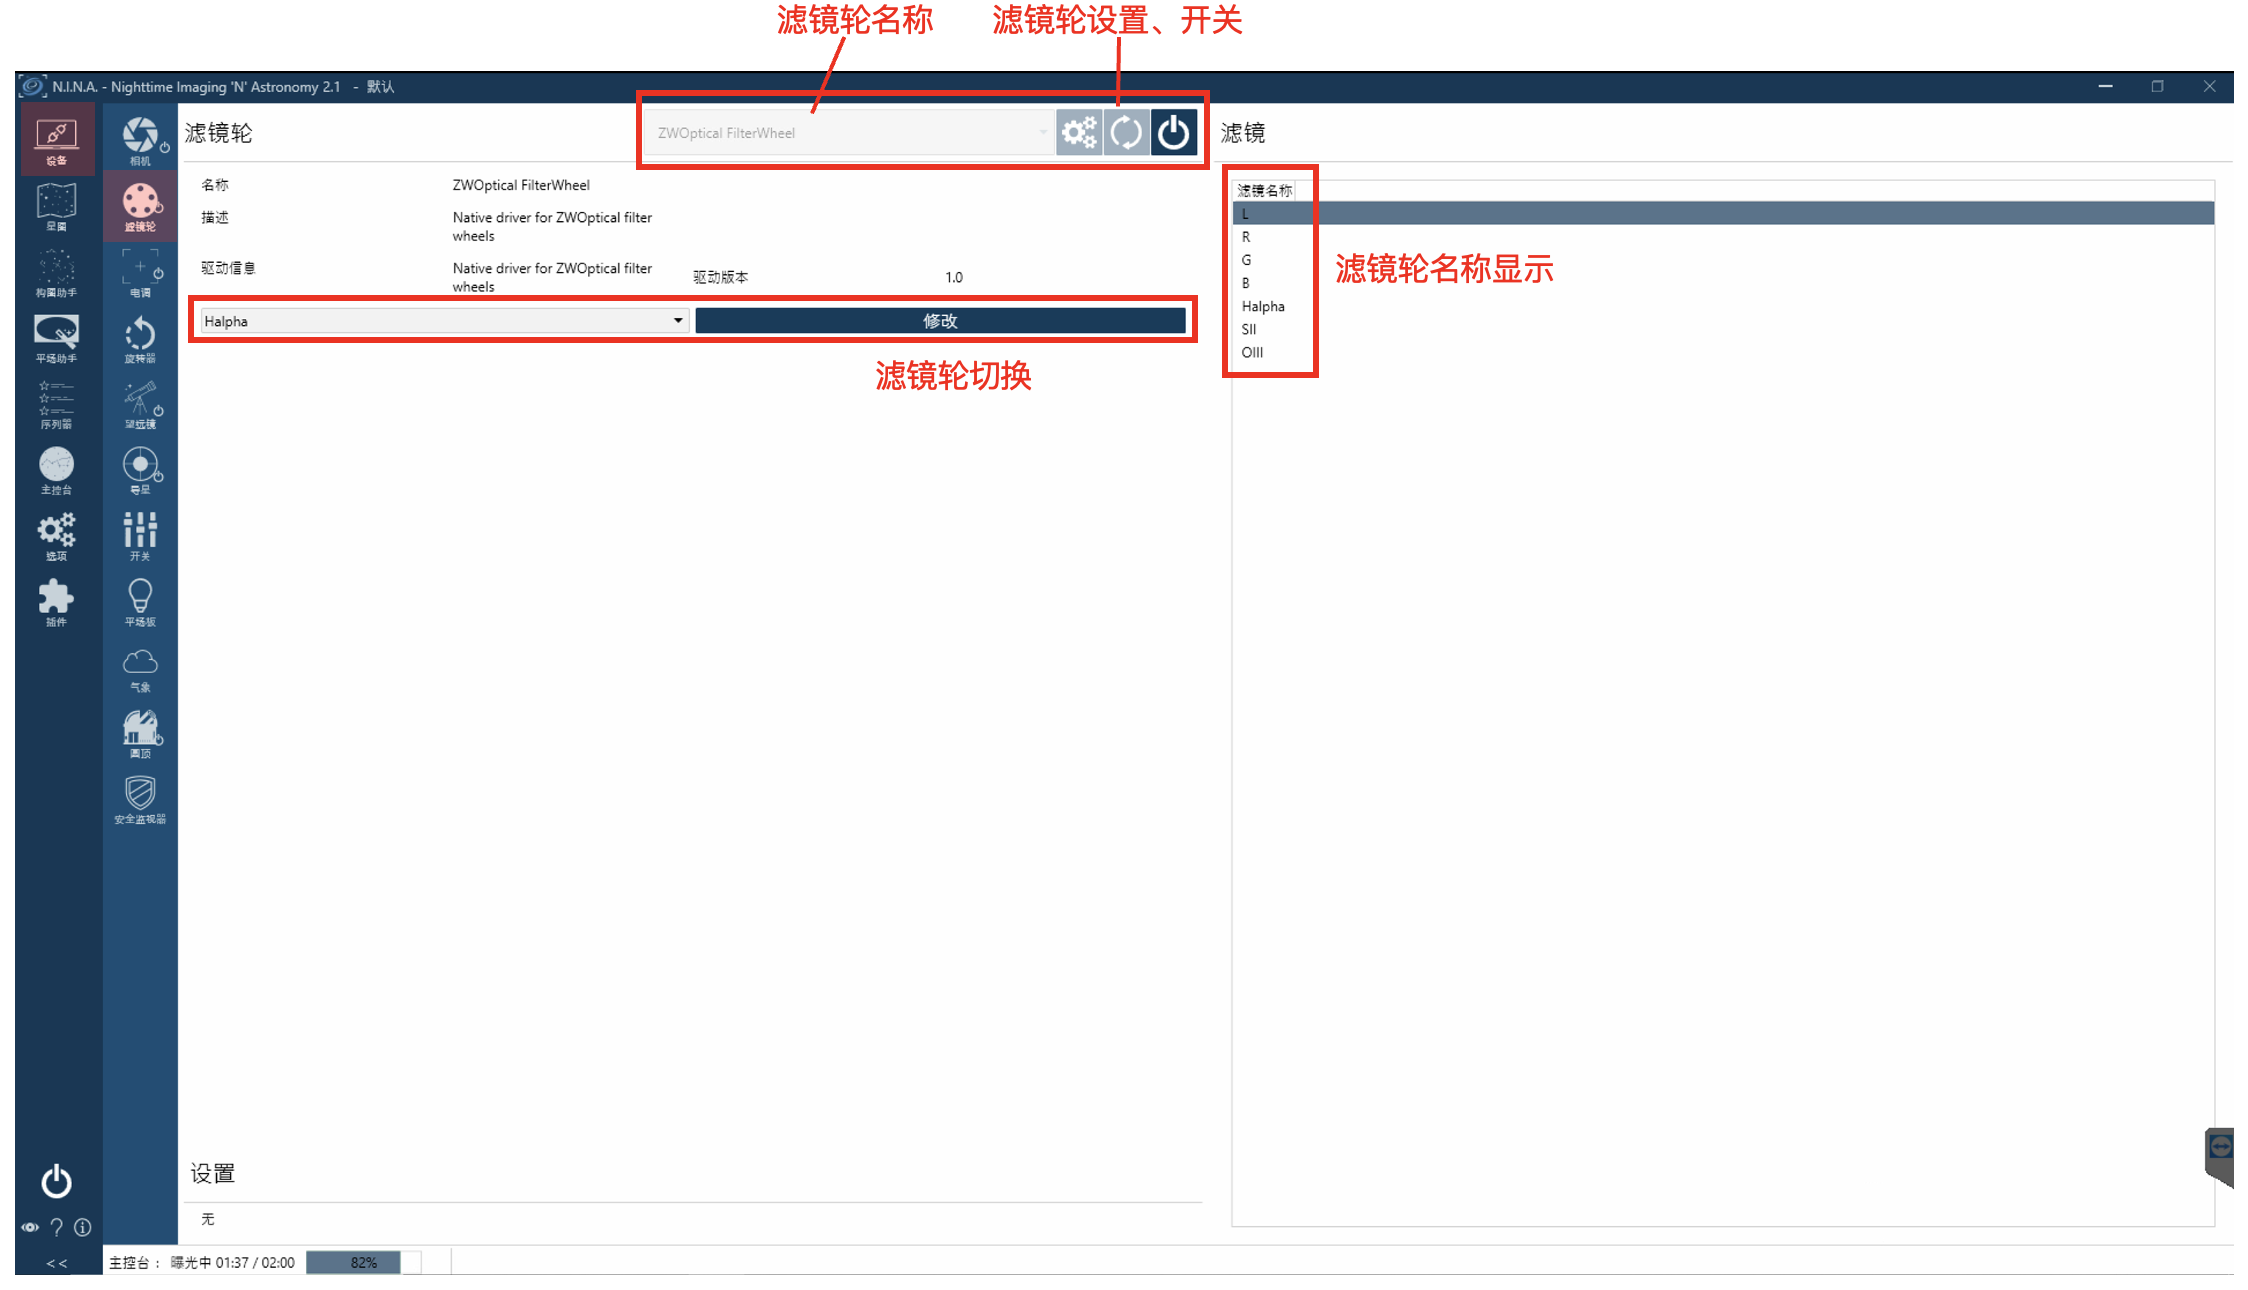 滤镜轮名称
滤镜轮设置、开关
N.I.N.A. - Nighttime Imaging 'N' Astronomy 2.1 - 默认
设备
星图
构图助手
平场助手
序列器
主控台
选项
插件
相机
滤镜轮
电调
旋转器
望远镜
导星
开关
平场板
气象
圆顶
安全监视器
滤镜轮
ZWOptical FilterWheel
名称 ZWOptical FilterWheel
描述 Native driver for ZWOptical filter
wheels
驱动信息 Native driver for ZWOptical filter
wheels
驱动版本 1.0
Halpha 修改
滤镜轮切换
滤镜
滤镜名称
L
R
G
B
Halpha
SII
OIII
滤镜轮名称显示
设置
无
? i
<<
主控台： 曝光中 01:37 / 02:00 82%